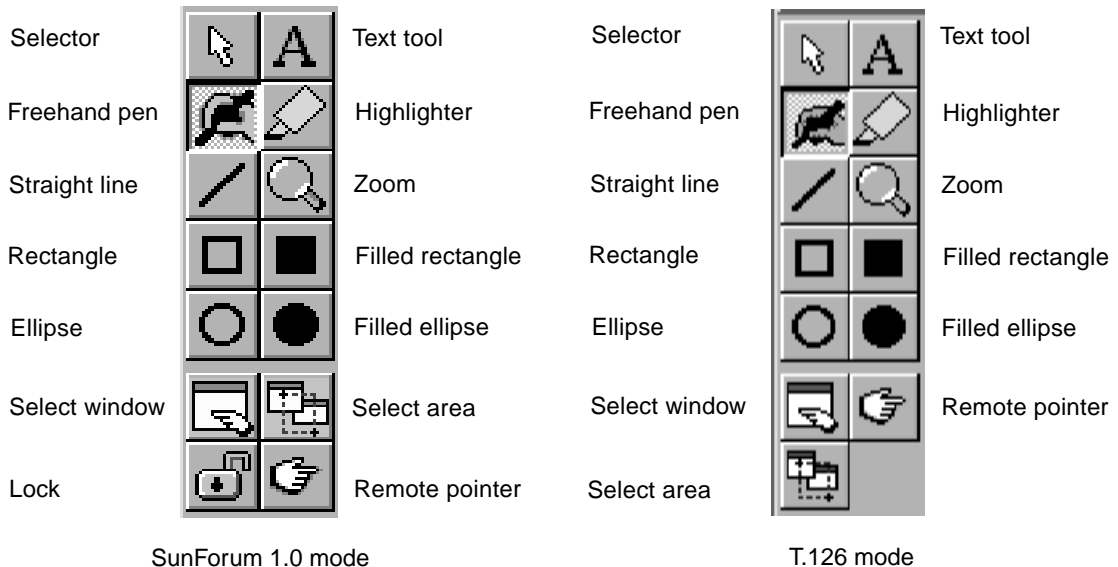 Selector
Text tool
Freehand pen
Highlighter
Straight line
Zoom
Rectangle
Filled rectangle
Ellipse
Filled ellipse
Select window
Select area
Lock
Remote pointer
A
SunForum 1.0 mode
Selector
Text tool
Freehand pen
Highlighter
Straight line
Zoom
Rectangle
Filled rectangle
Ellipse
Filled ellipse
Select window
Remote pointer
Select area
A
T.126 mode